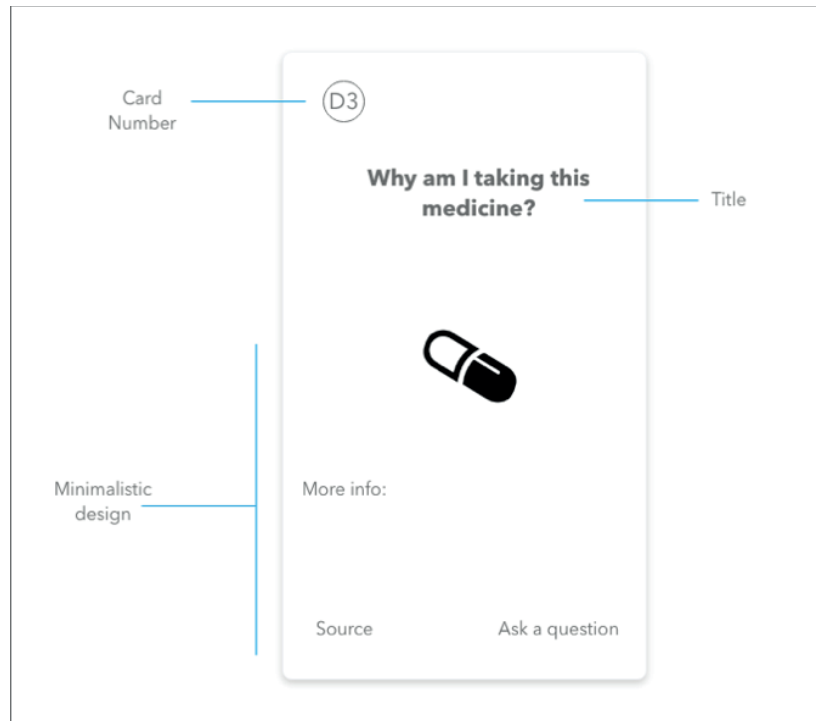 Card
Number
D3
Why am I taking this
medicine?
Title
Minimalistic
design
More info:
Source
Ask a question